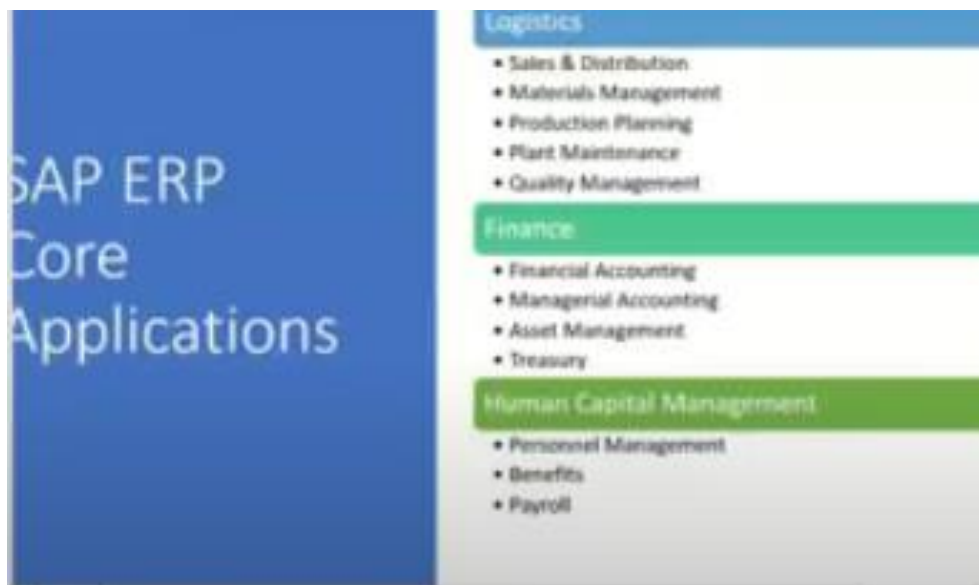 SAP ERP
Core
Applications
Logistics
• Sales & Distribution
• Materials Management
• Production Planning
• Plant Maintenance
• Quality Management
Finance
• Financial Accounting
• Managerial Accounting
• Asset Management
• Treasury
Human Capital Management
• Personnel Management
• Benefits
• Payroll